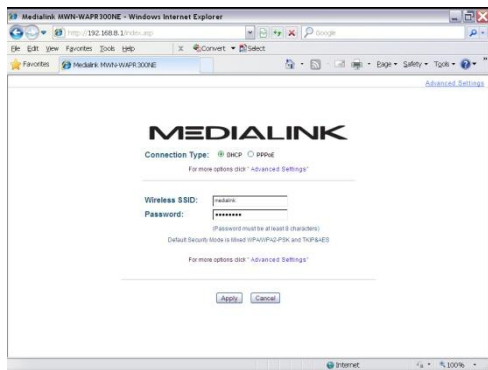 Medialink MWN-WAPR300NE - Windows Internet Explorer
http://192.168.8.1/index.asp
Google
File Edit View Favorites Tools Help
x Convert Select
Favorites Medialink MWN-WAPR300NE
Page Safety Tools
Advanced Settings
MEDIALINK
Connection Type: DHCP PPPoE
For more options click "Advanced Settings"
Wireless SSID: medialink
Password: ••••••••
(Password must be at least 8 characters)
Default Security Mode is Mixed WPA/WPA2-PSK and TKIP&AES
For more options click "Advanced Settings"
Apply Cancel
Internet 100%